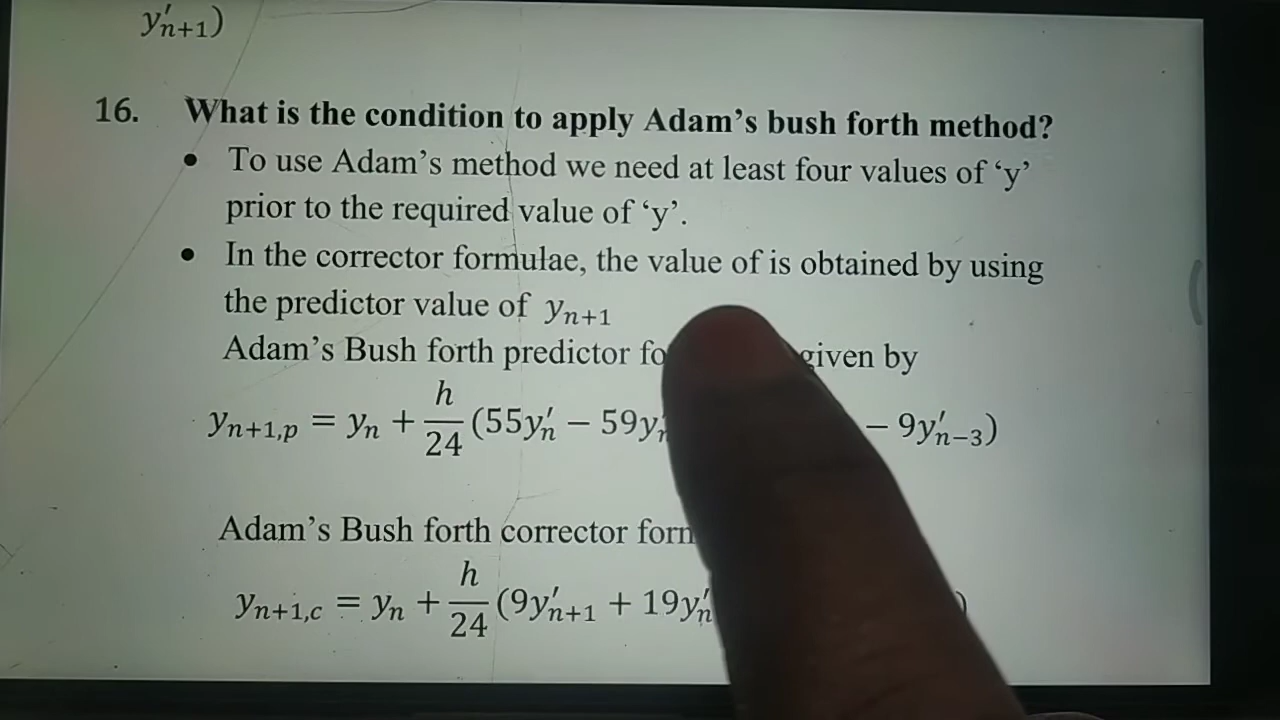 y′ₙ₊₁)
16. What is the condition to apply Adam’s bush forth method?
• To use Adam’s method we need at least four values of ‘y’
prior to the required value of ‘y’.
• In the corrector formulae, the value of is obtained by using
the predictor value of yₙ₊₁
Adam’s Bush forth predictor given by
yₙ₊₁,ₚ = yₙ + h/24 (55y′ₙ − 59y − 9y′ₙ₋₃)
Adam’s Bush forth corrector
yₙ₊₁,c = yₙ + h/24 (9y′ₙ₊₁ + 19y′ₙ )